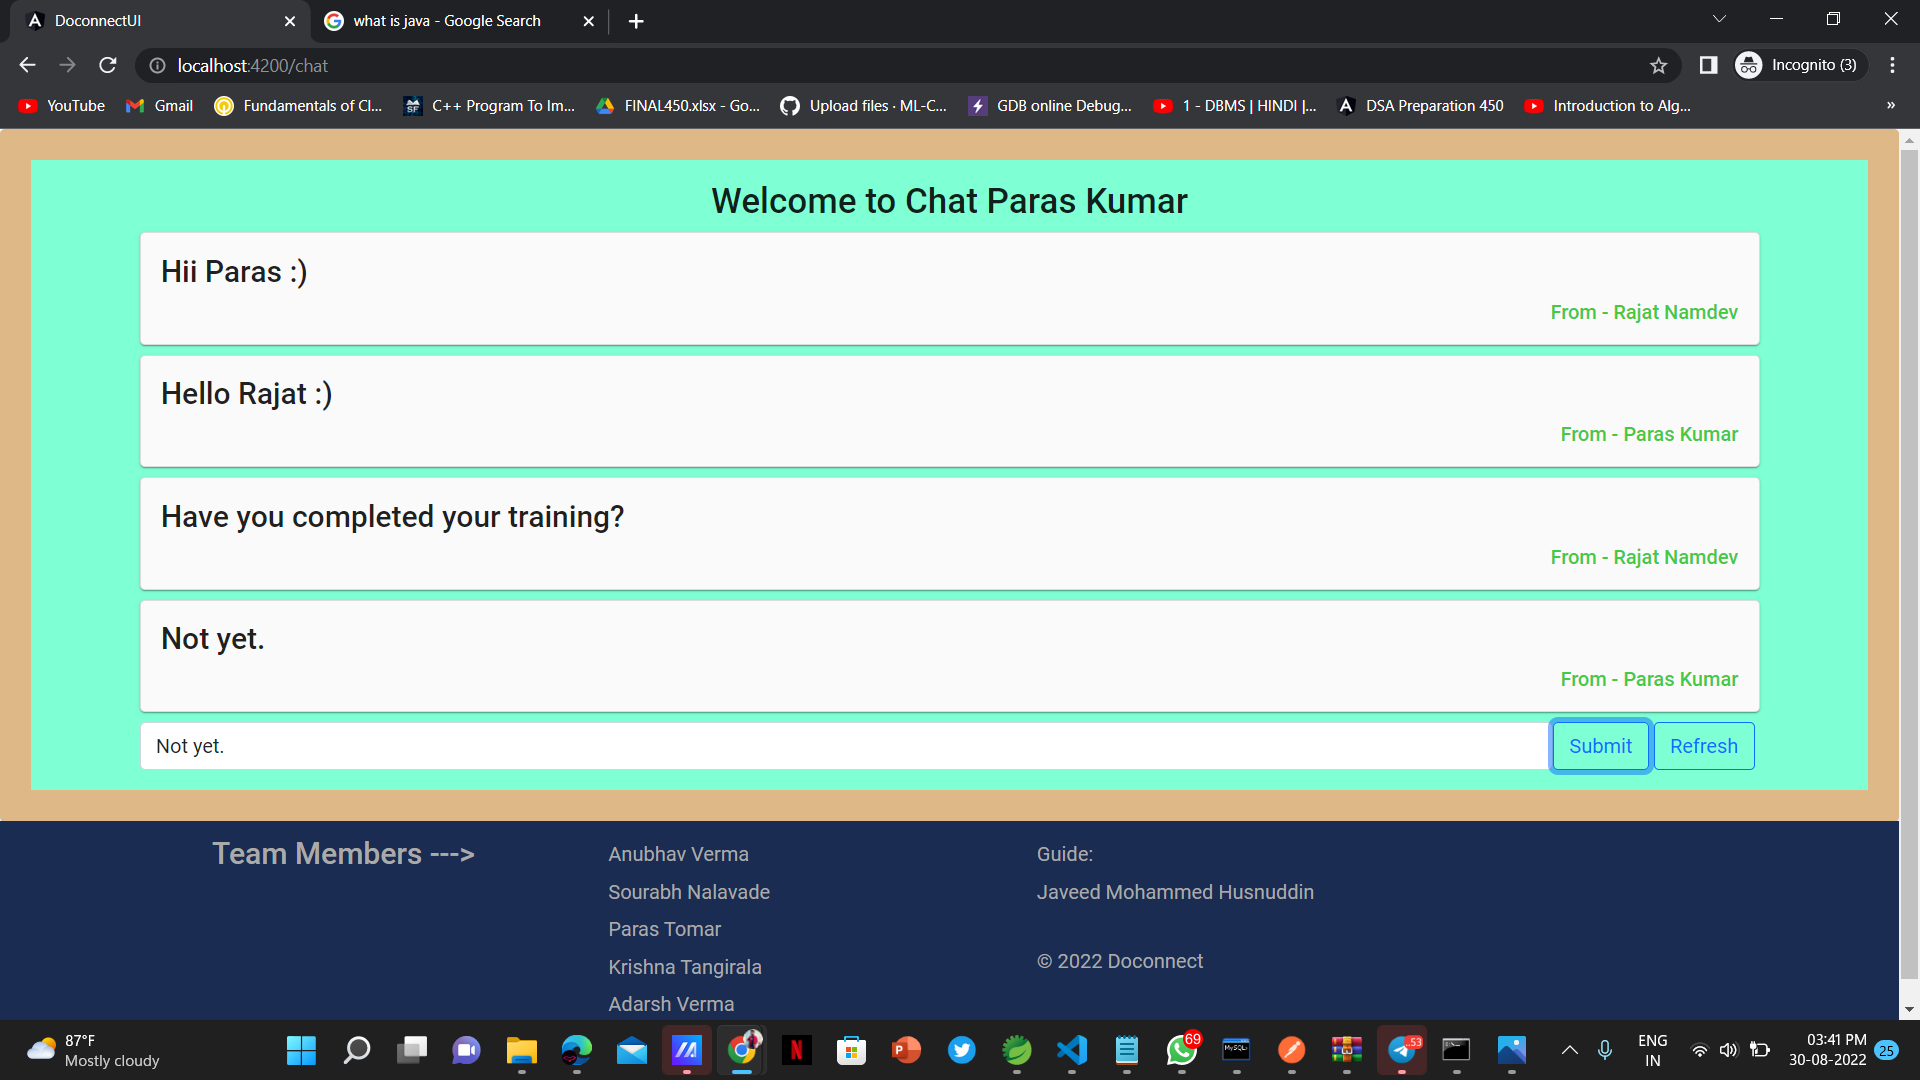 DoconnectUI
what is java - Google Search
localhost:4200/chat
Incognito (3)
YouTube
Gmail
Fundamentals of Cl...
C++ Program To Im...
FINAL450.xlsx - Go...
Upload files · ML-C...
GDB online Debug...
1 - DBMS | HINDI |...
DSA Preparation 450
Introduction to Alg...
»
Welcome to Chat Paras Kumar
Hii Paras :)
From - Rajat Namdev
Hello Rajat :)
From - Paras Kumar
Have you completed your training?
From - Rajat Namdev
Not yet.
From - Paras Kumar
Not yet.
Submit
Refresh
Team Members --->
Anubhav Verma
Sourabh Nalavade
Paras Tomar
Krishna Tangirala
Adarsh Verma
Guide:
Javeed Mohammed Husnuddin
© 2022 Doconnect
87°F
Mostly cloudy
69
MySQL
.53
ENG
IN
03:41 PM
30-08-2022
25